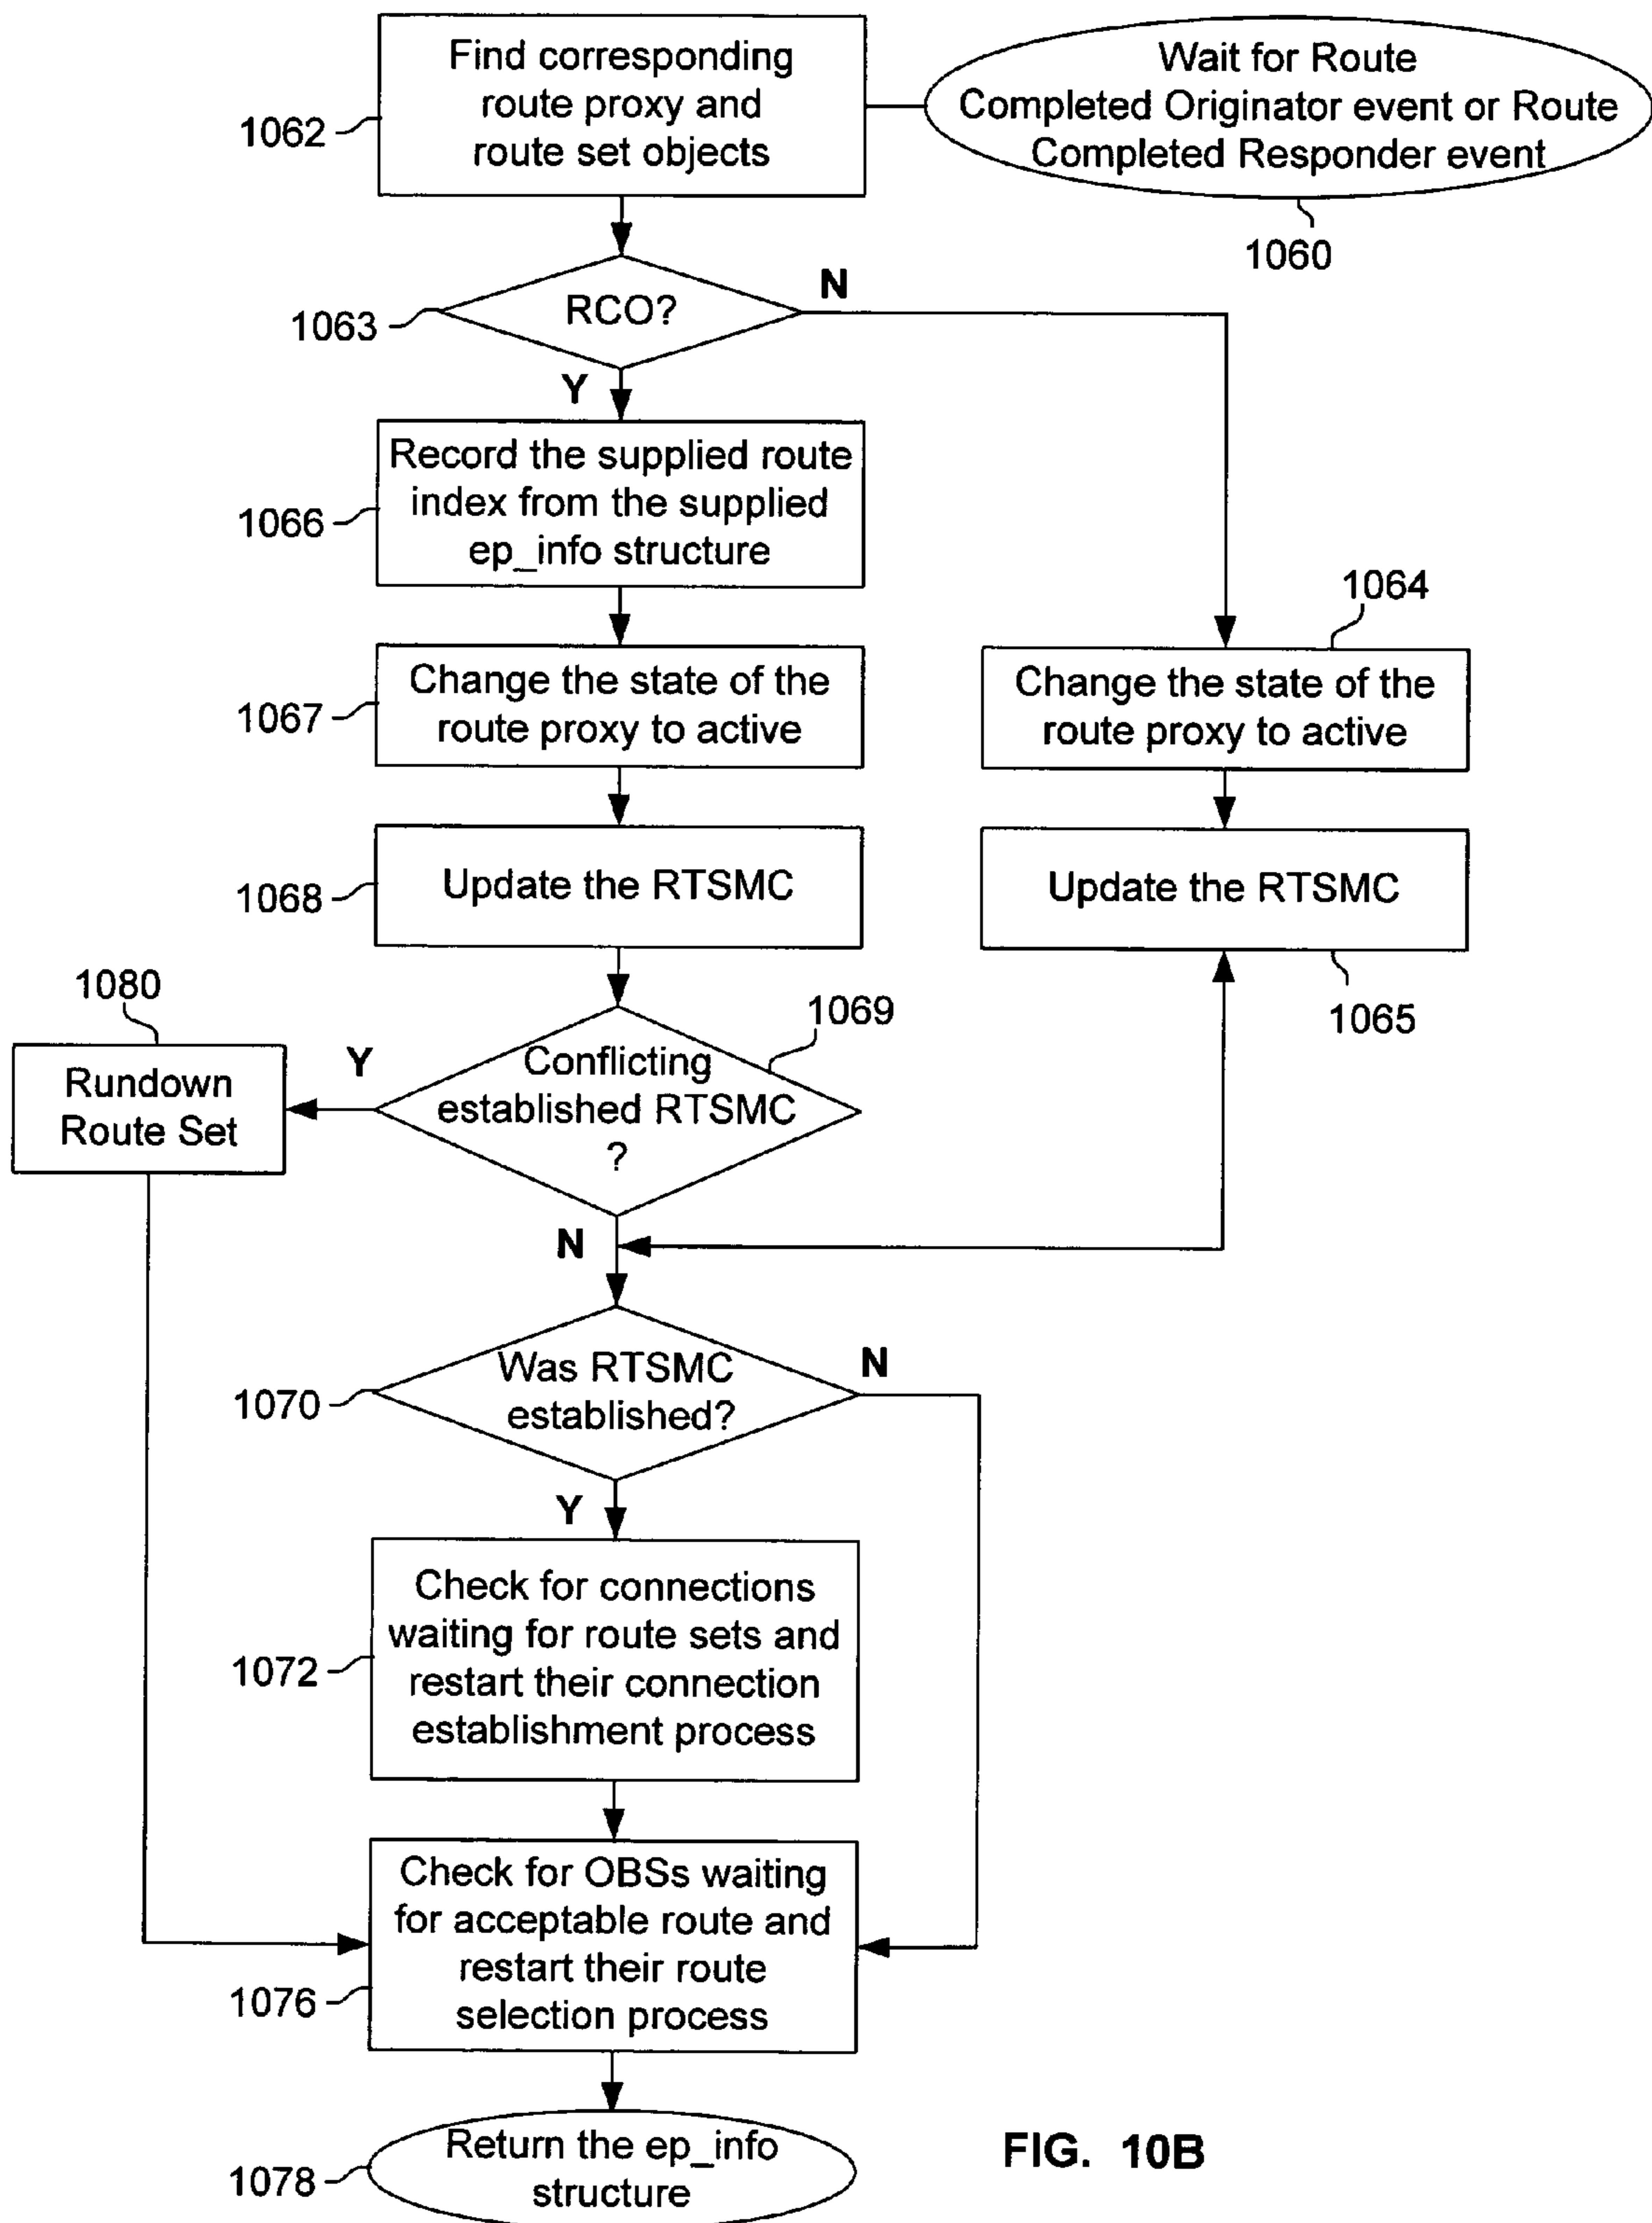 Find corresponding
route proxy and
route set objects
1062
Wait for Route
Completed Originator event or Route
Completed Responder event
1060
RCO?
1063
N
Y
Record the supplied route
index from the supplied
ep_info structure
1066
1064
Change the state of the
route proxy to active
1067
Change the state of the
route proxy to active
Update the RTSMC
1068
Update the RTSMC
1065
1080
Rundown
Route Set
Y
1069
Conflicting
established RTSMC
?
N
Was RTSMC
established?
1070
N
Y
Check for connections
waiting for route sets and
restart their connection
establishment process
1072
Check for OBSs waiting
for acceptable route and
restart their route
selection process
1076
Return the ep_info
structure
1078
FIG. 10B